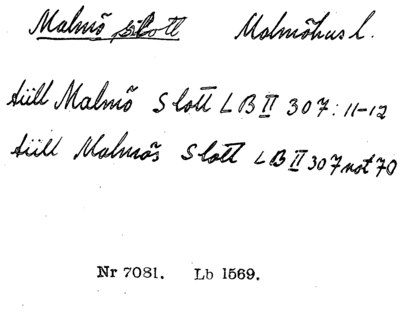 Malmö slott Malmöhus l.
tiill Malmö Slott LB II 307: 11-12
tiill Malmös Slott LB II 307 not 70
Nr 7081. Lb 1569.